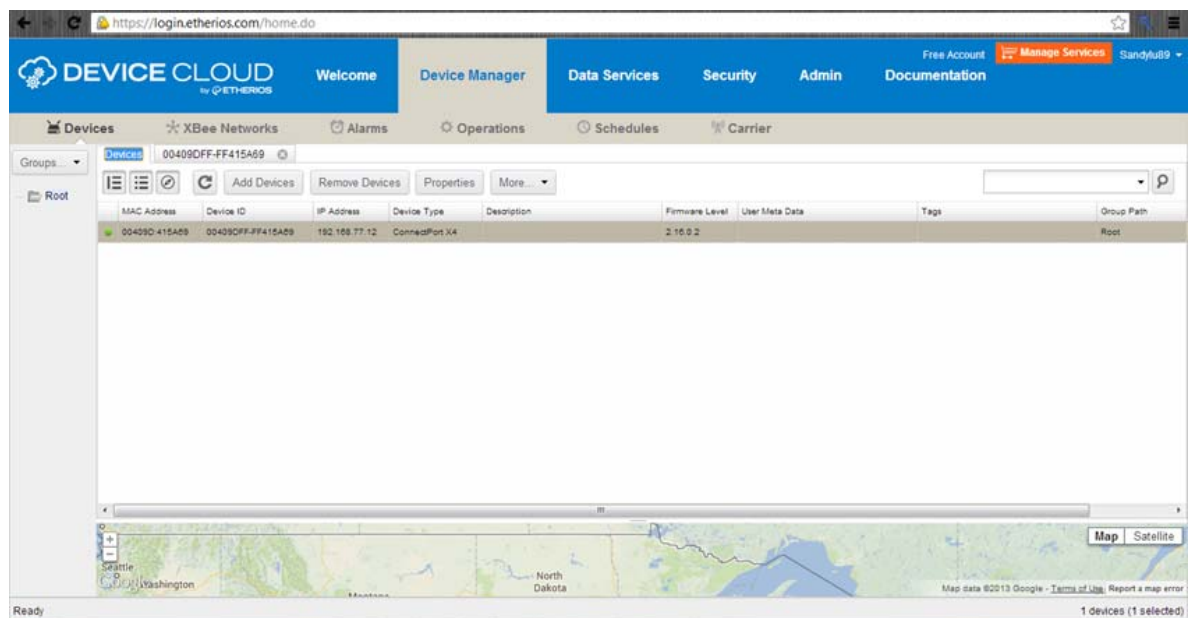 https://login.etherios.com/home.do
DEVICE CLOUD
by ETHERIOS
Welcome
Device Manager
Data Services
Security
Admin
Documentation
Free Account
Manage Services
Sandylu89
Devices
XBee Networks
Alarms
Operations
Schedules
Carrier
Groups...
Devices
00409DFF-FF415A69
Root
Add Devices
Remove Devices
Properties
More...
MAC Address Device ID IP Address Device Type Description Firmware Level User Meta Data Tags Group Path
00409D:415A69 00409DFF-FF415A69 192.168.77.12 ConnectPort X4 2.16.0.2 Root
Seattle
Washington
Montana
North
Dakota
Map
Satellite
Map data ©2013 Google - Terms of Use Report a map error
Ready
1 devices (1 selected)